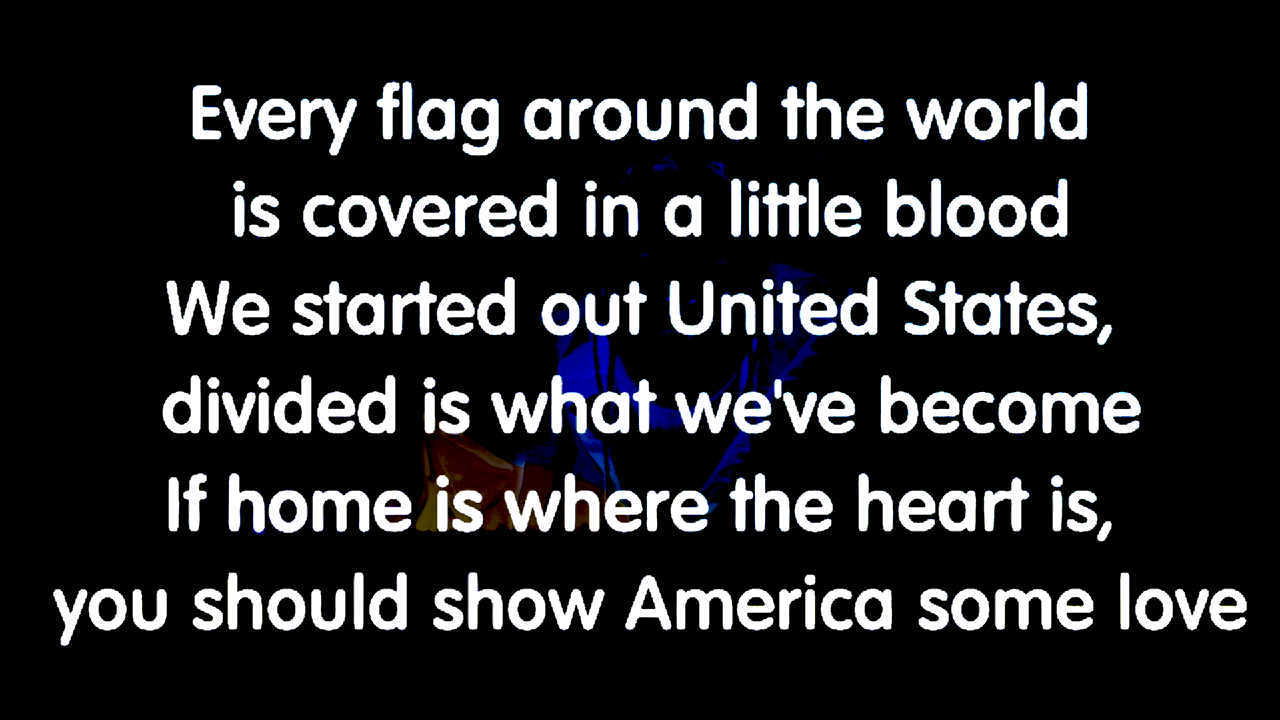 Every flag around the world
is covered in a little blood
We started out United States,
divided is what we've become
If home is where the heart is,
you should show America some love